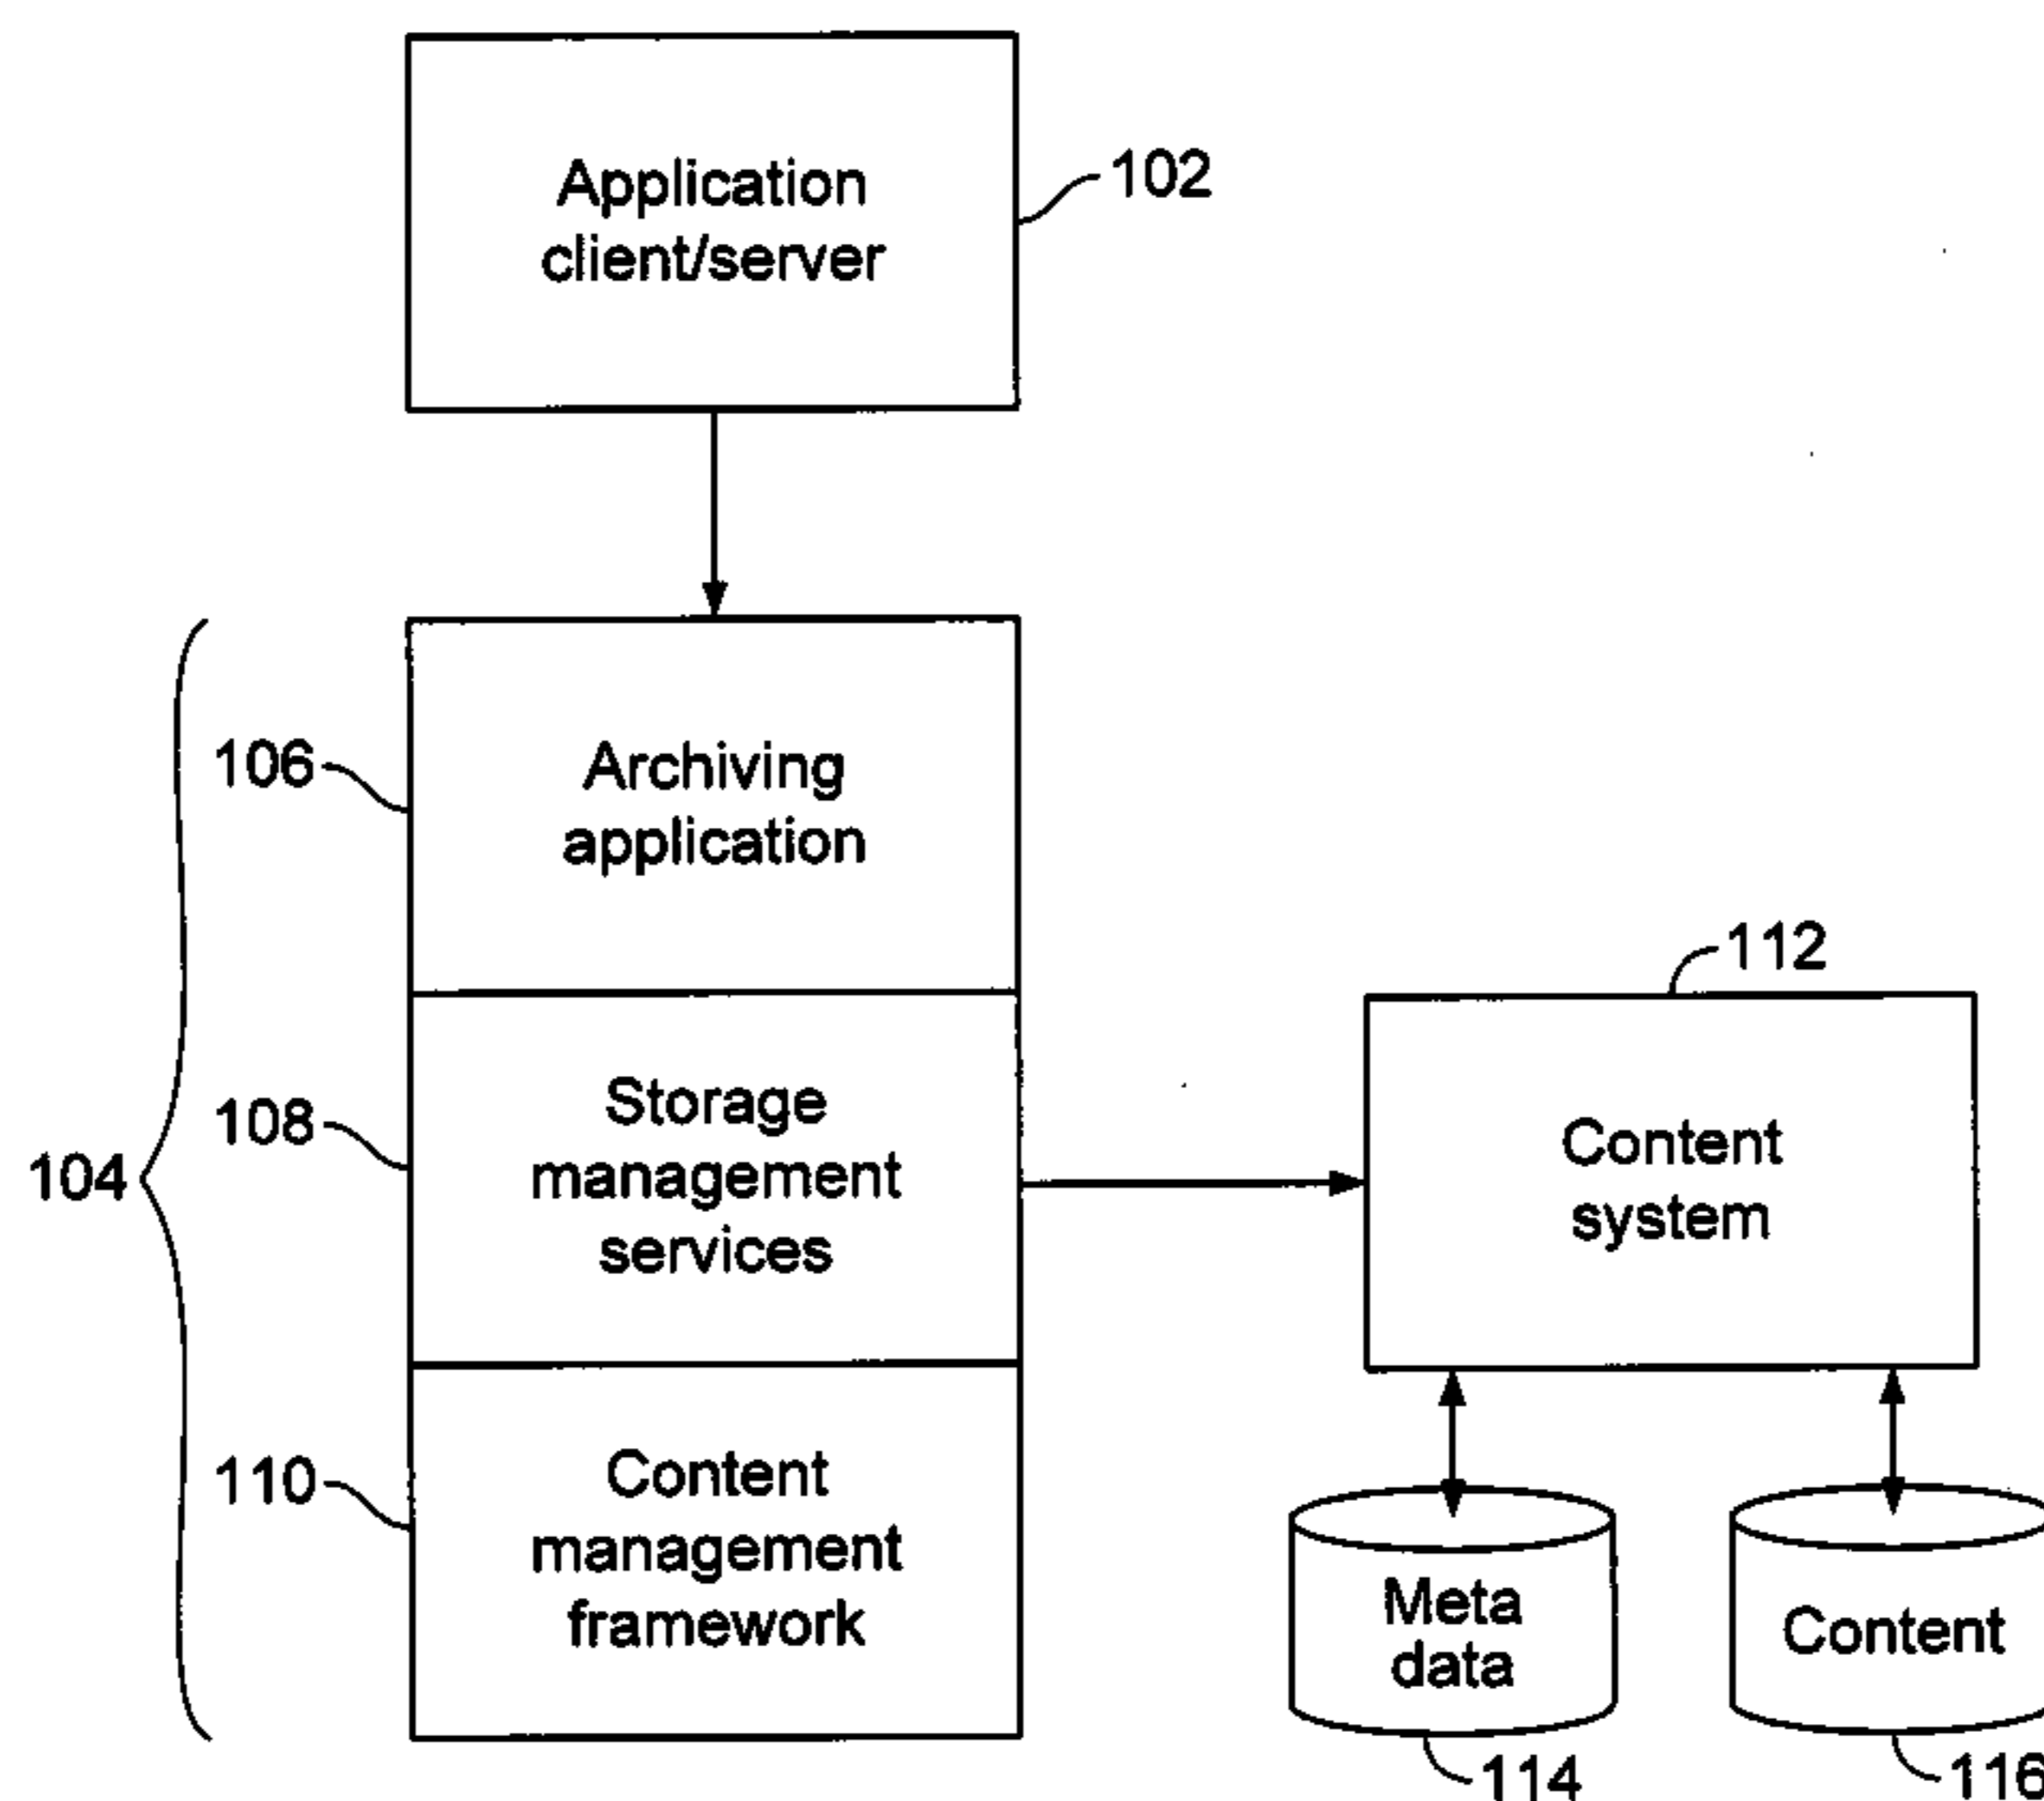 Application
client/server
102
106
Archiving
application
112
108
Storage
management
services
104
Content
system
110
Content
management
framework
Meta
data
Content
114
116